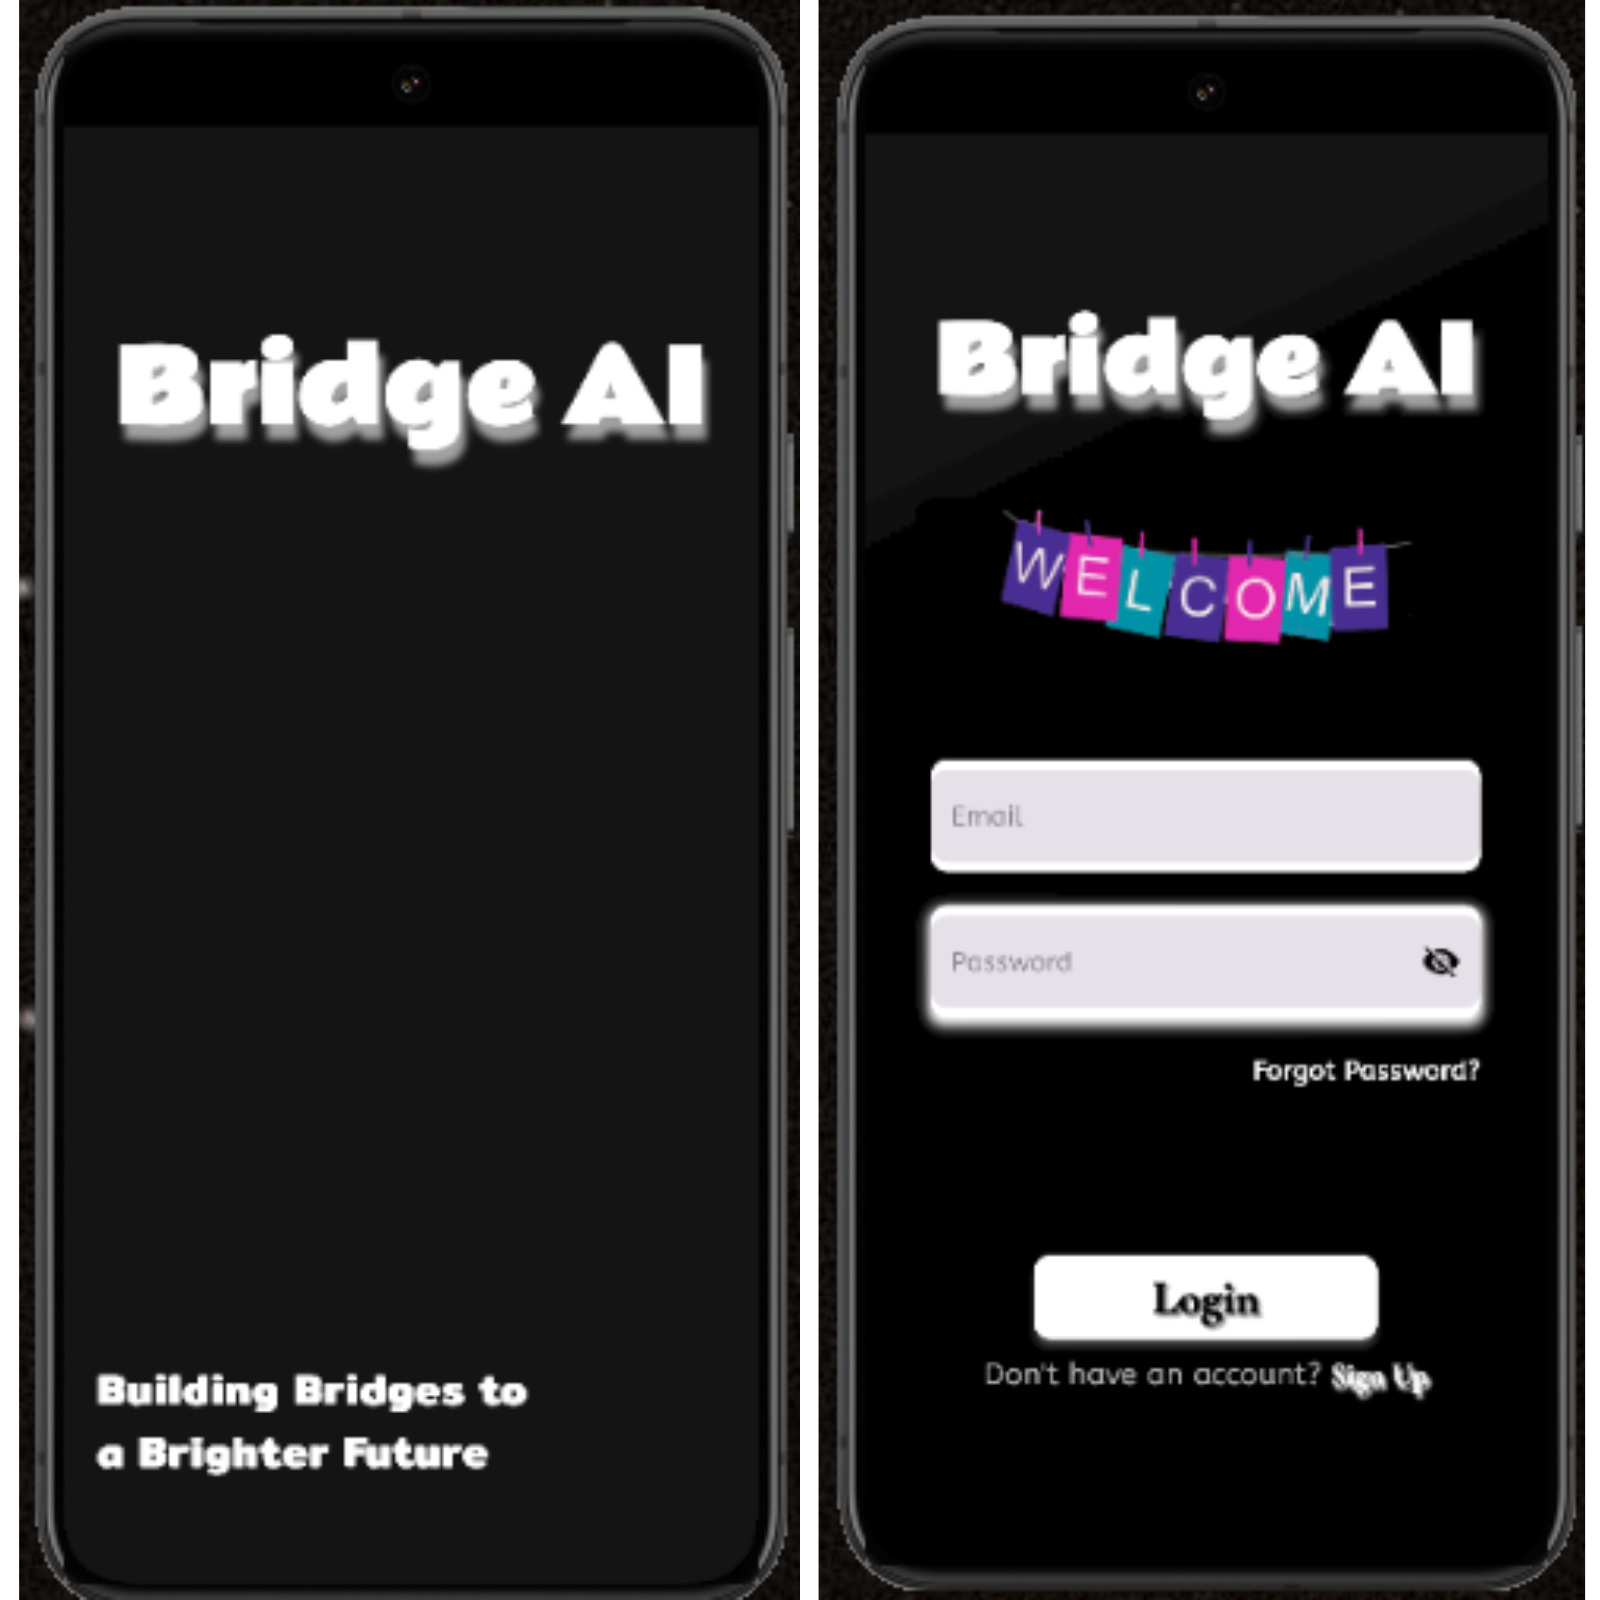 Bridge AI
Building Bridges to
a Brighter Future
Bridge AI
WELCOME
Email
Password
Forgot Password?
Login
Don't have an account? Sign Up